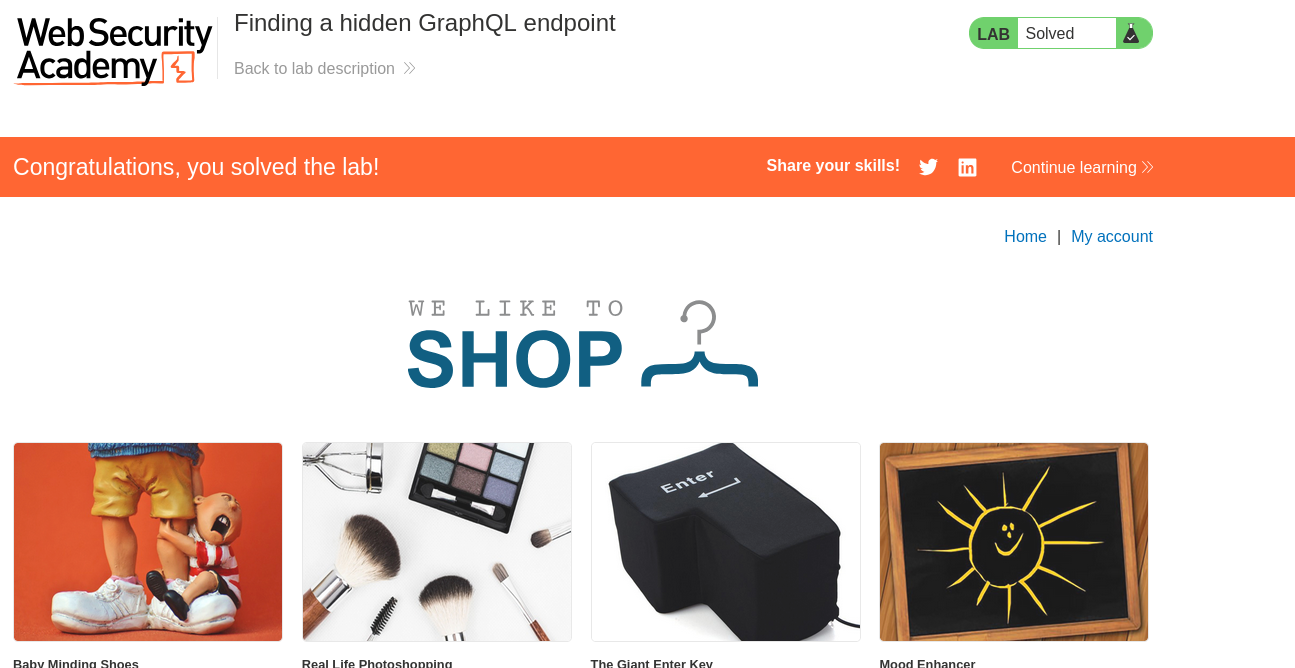 Web Security
Academy
Finding a hidden GraphQL endpoint
Back to lab description
LAB Solved
Congratulations, you solved the lab!
Share your skills!
Continue learning
Home | My account
WE LIKE TO
SHOP
Enter
Baby Minding Shoes
Real Life Photoshopping
The Giant Enter Key
Mood Enhancer